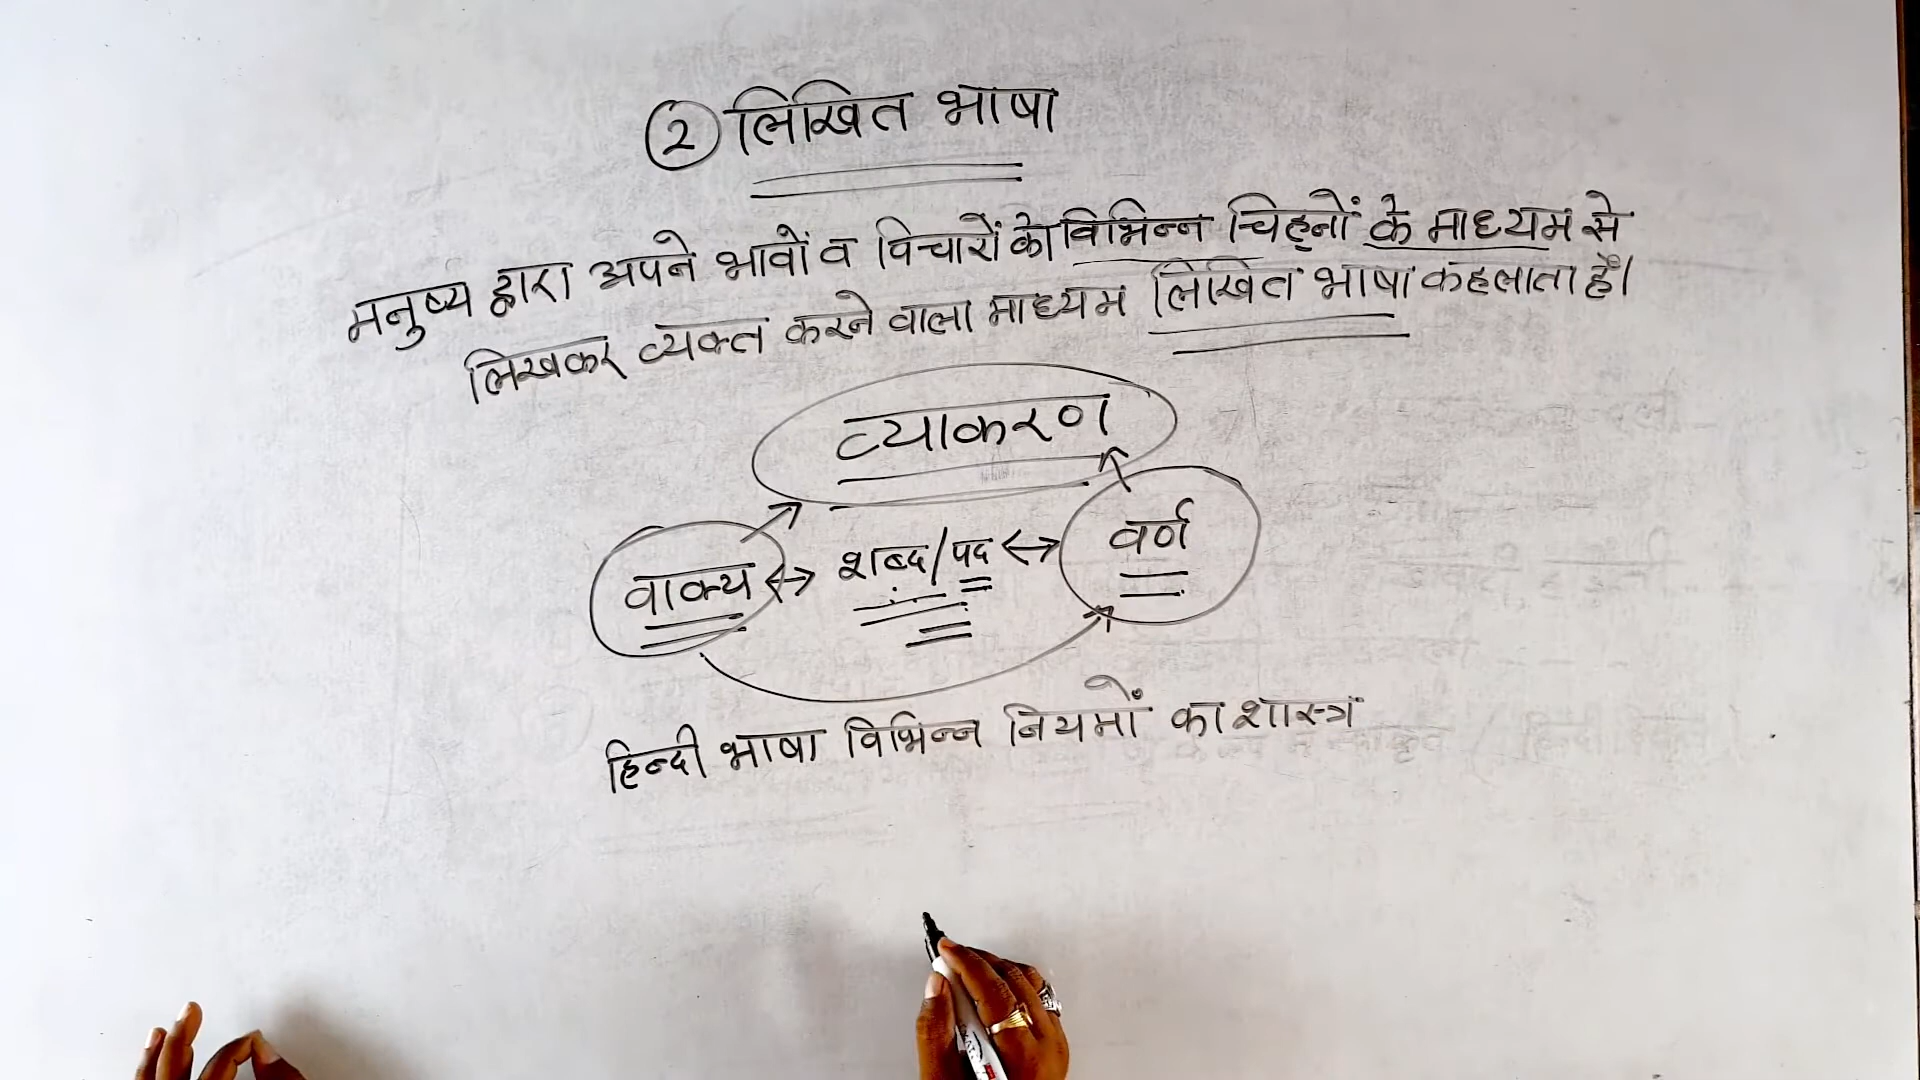 ② लिखित भाषा
मनुष्य द्वारा अपने भावों व विचारों को विभिन्न चिह्नों के माध्यम से
लिखकर व्यक्त करने वाला माध्यम लिखित भाषा कहलाता है।
व्याकरण
वाक्य ↔ शब्द/पद ↔ वर्ण
हिन्दी भाषा विभिन्न नियमों का शास्त्र